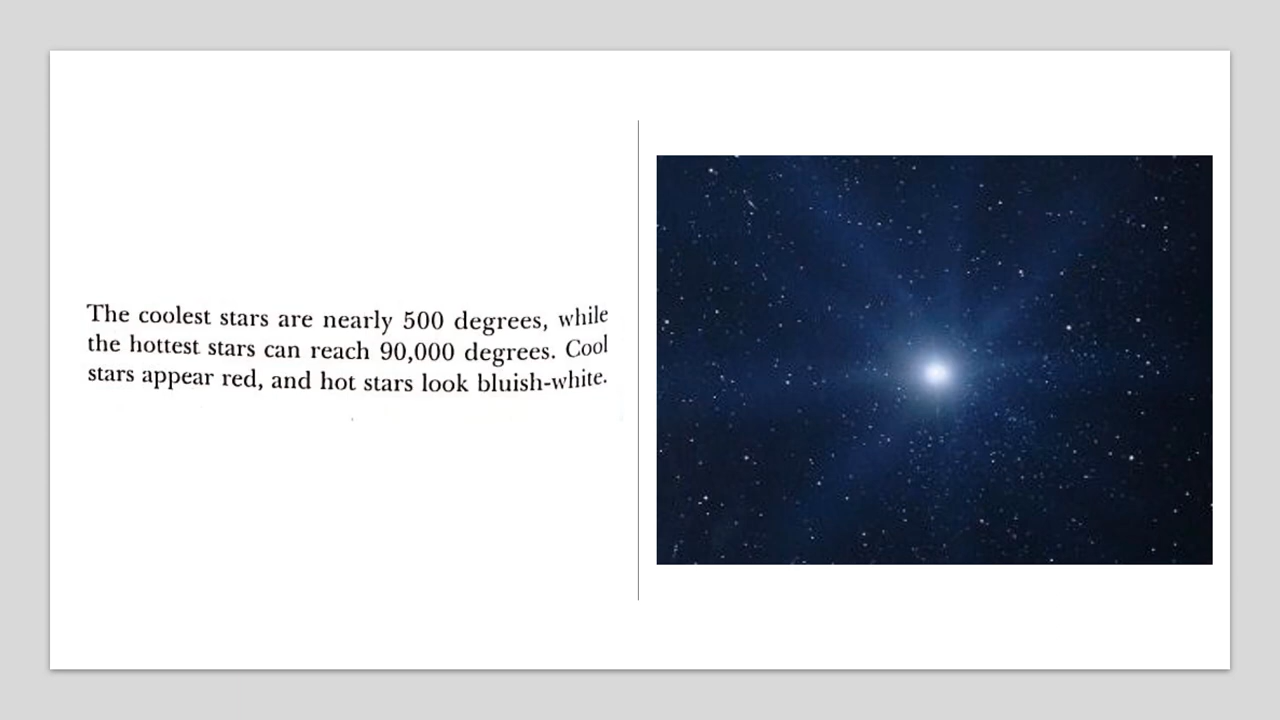 The coolest stars are nearly 500 degrees, while
the hottest stars can reach 90,000 degrees. Cool
stars appear red, and hot stars look bluish-white.